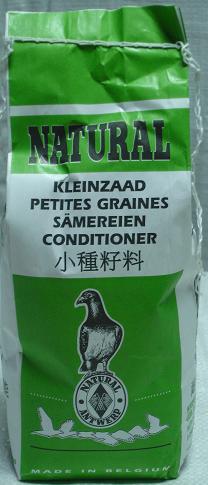 NATURAL
KLEINZAAD
PETITES GRAINES
SÄMEREIEN
CONDITIONER
小種籽料
NATURAL
ANTWERP
MADE IN BELGIUM